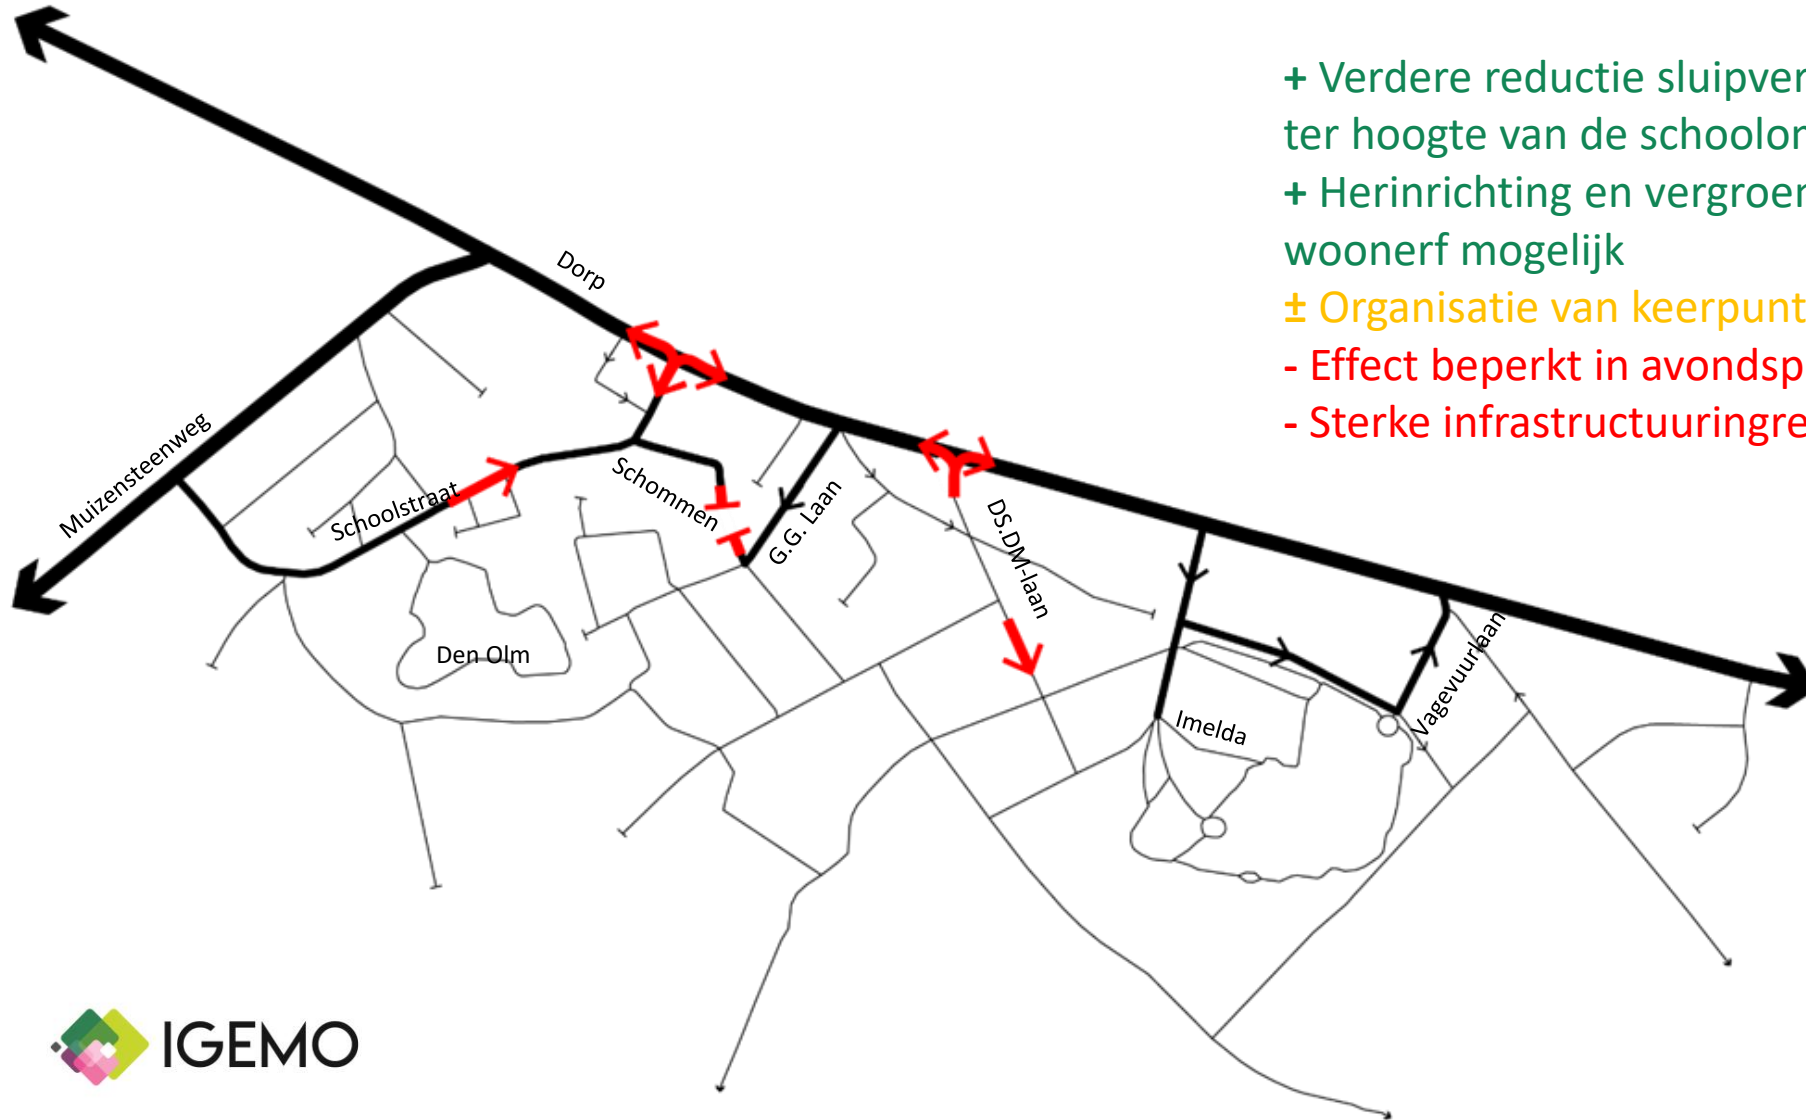 + Verdere reductie sluipver
ter hoogte van de schoolor
+ Herinrichting en vergroer
woonerf mogelijk
± Organisatie van keerpunt
- Effect beperkt in avondsp
- Sterke infrastructuuringre
Dorp
Muizensteenweg
Schoolstraat
Schommen
G.G. Laan
DS.DM-laan
Den Olm
Imelda
Vagevuurlaan
IGEMO